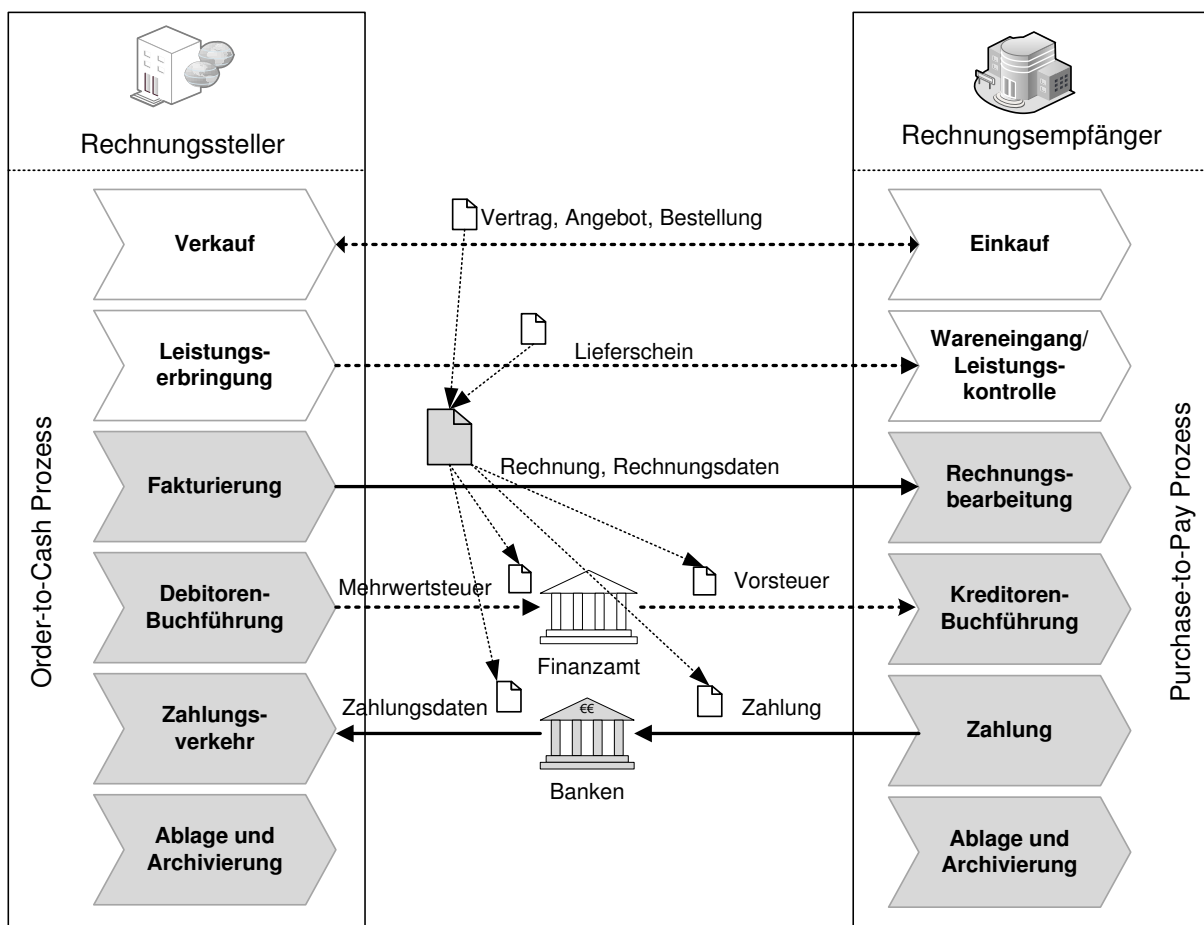 Rechnungssteller
Rechnungsempfänger
Order-to-Cash Prozess
Purchase-to-Pay Prozess
Verkauf
Vertrag, Angebot, Bestellung
Einkauf
Leistungs-
erbringung
Lieferschein
Wareneingang/
Leistungs-
kontrolle
Fakturierung
Rechnung, Rechnungsdaten
Rechnungs-
bearbeitung
Debitoren-
Buchführung
Mehrwertsteuer
Finanzamt
Vorsteuer
Kreditoren-
Buchführung
Zahlungs-
verkehr
Zahlungsdaten
€€
Banken
Zahlung
Zahlung
Ablage und
Archivierung
Ablage und
Archivierung